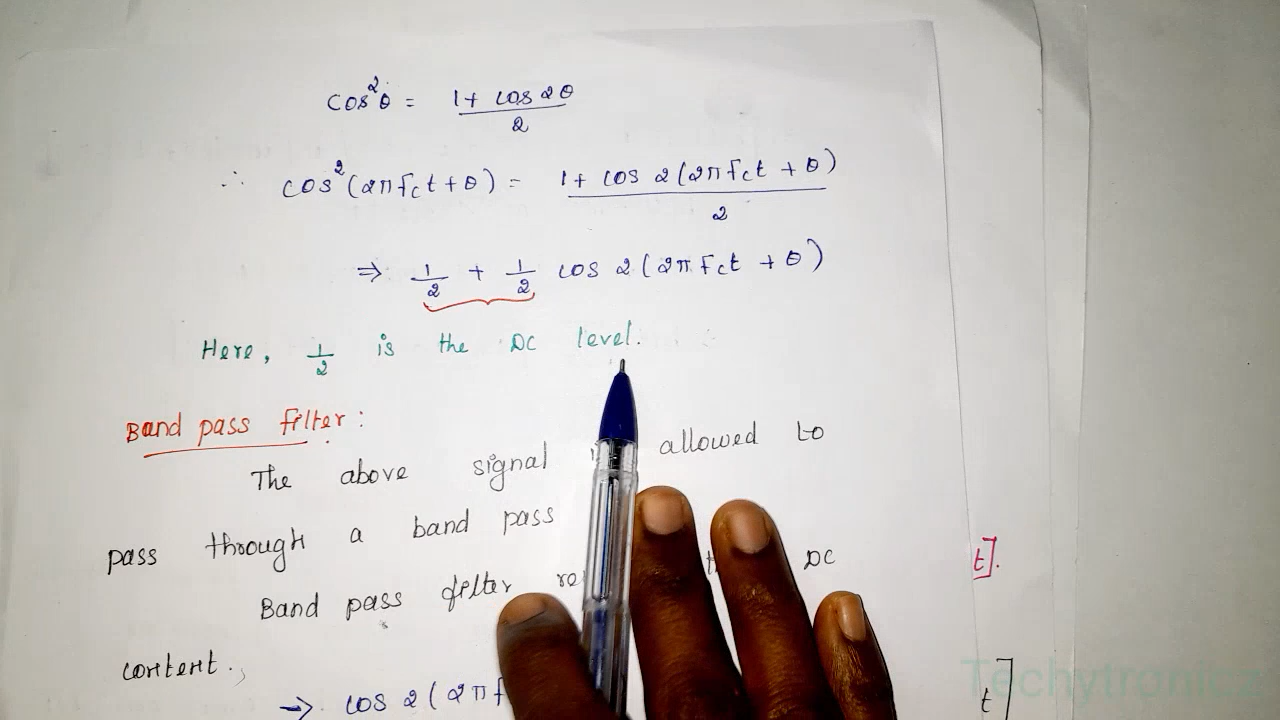 cos²θ = 1 + cos 2θ / 2
∴ cos²(2πfct + θ) = 1 + cos 2(2πfct + θ) / 2
⇒ 1/2 + 1/2 cos 2(2πfct + θ)
Here, 1/2 is the DC level.
Band pass filter:
The above signal allowed to
pass through a band pass
Band pass filter DC
content.
⇒ cos 2(2πf
t].
t]
Techytronicz